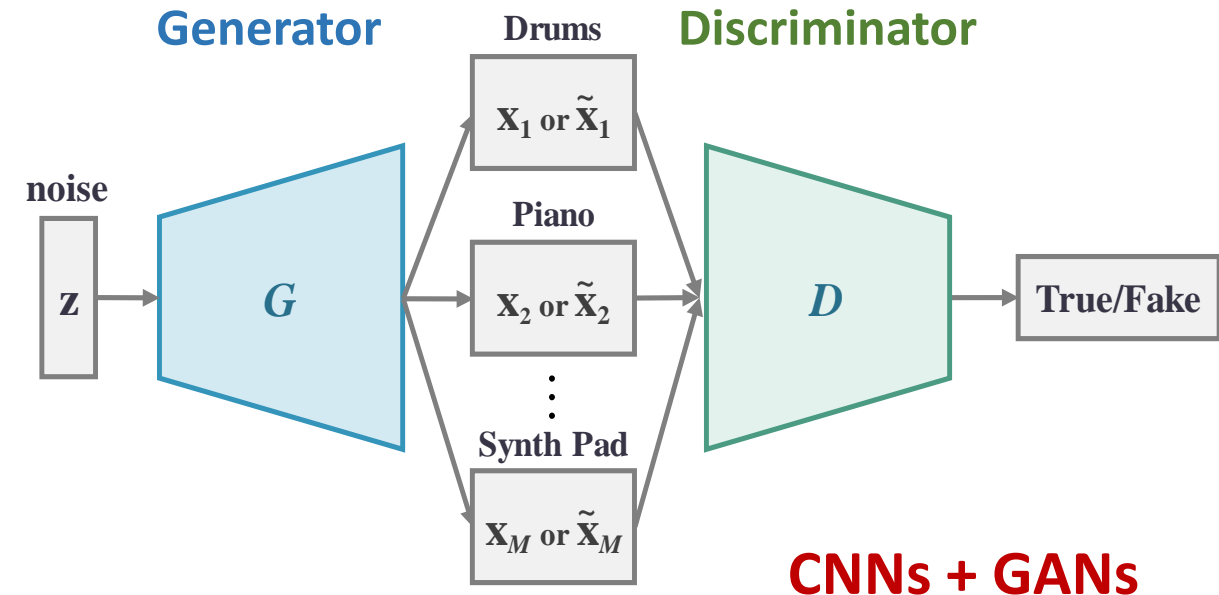 Generator
Drums
Discriminator
x₁ or x̃₁
noise
Piano
z
G
x₂ or x̃₂
D
True/Fake
⋮
Synth Pad
x_M or x̃_M
CNNs + GANs